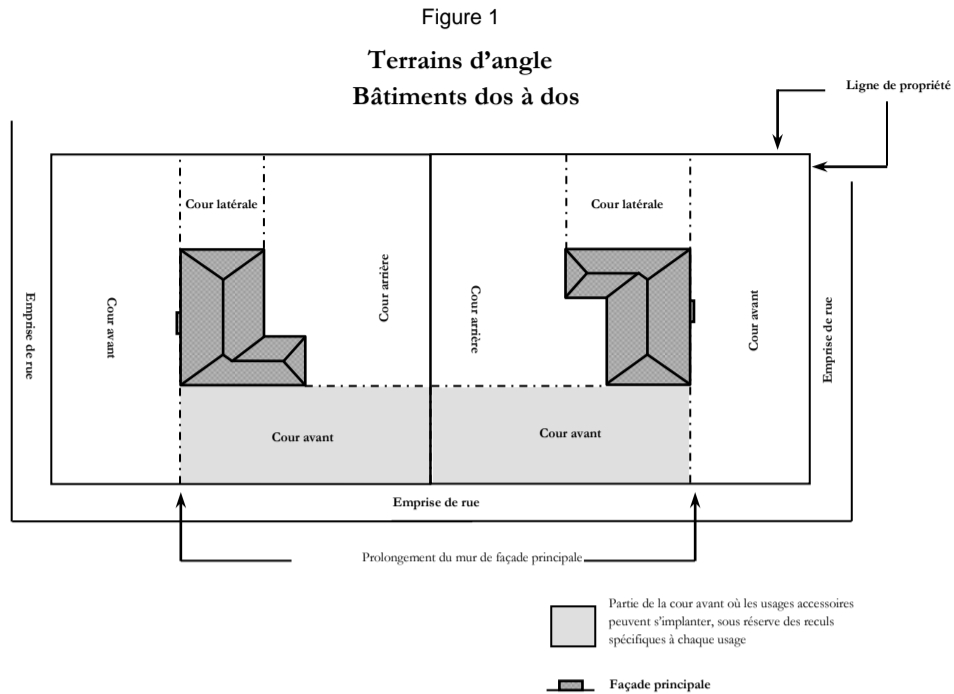 Figure 1
Terrains d’angle
Bâtiments dos à dos
Ligne de propriété
Cour latérale
Cour latérale
Emprise de rue
Cour avant
Cour arrière
Cour arrière
Cour avant
Emprise de rue
Cour avant
Cour avant
Emprise de rue
Prolongement du mur de façade principale
Partie de la cour avant où les usages accessoires
peuvent s’implanter, sous réserve des reculs
spécifiques à chaque usage
Façade principale